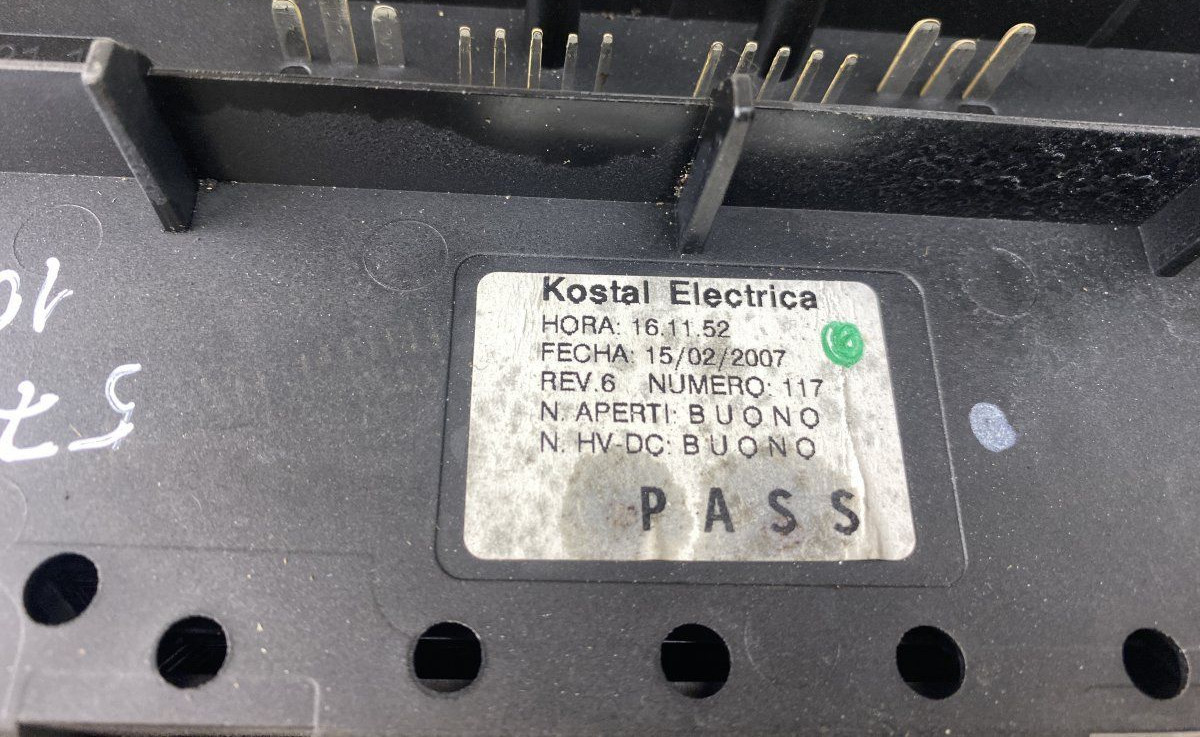 Kostal Electrica
HORA: 16.11.52
FECHA: 15/02/2007
REV.6 NUMERO: 117
N. APERTI: B U O N O
N. HV-DC: B U O N O
P A S S